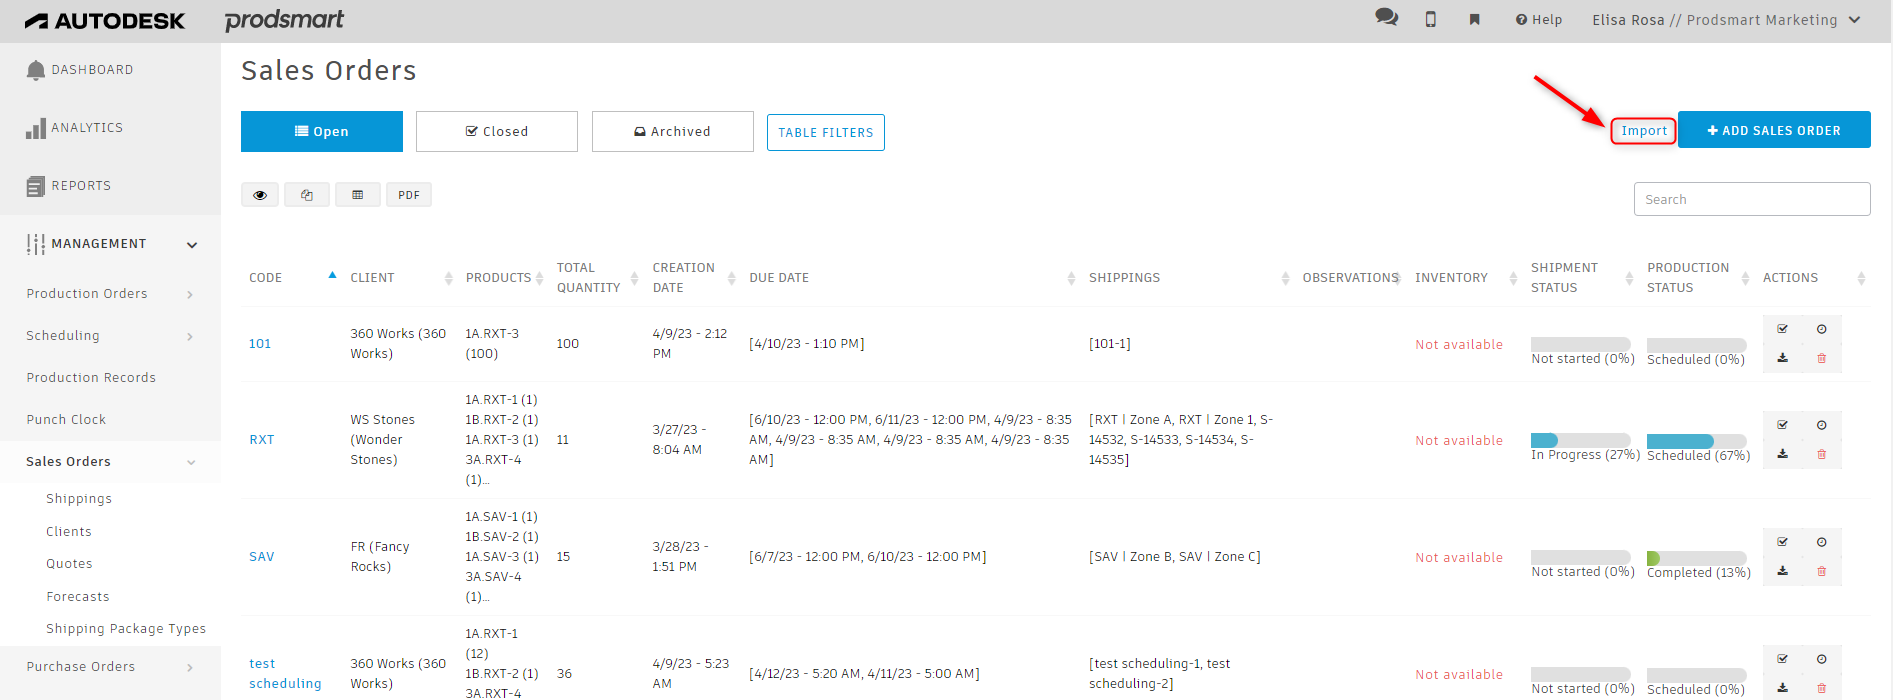 AUTODESK prodsmart
Help
Elisa Rosa // Prodsmart Marketing
DASHBOARD
ANALYTICS
REPORTS
MANAGEMENT
Production Orders
Scheduling
Production Records
Punch Clock
Sales Orders
Shippings
Clients
Quotes
Forecasts
Shipping Package Types
Purchase Orders
Sales Orders
Open
Closed
Archived
TABLE FILTERS
Import
+ ADD SALES ORDER
PDF
Search
CODE
CLIENT
PRODUCTS
TOTAL
QUANTITY
CREATION
DATE
DUE DATE
SHIPPINGS
OBSERVATIONS
INVENTORY
SHIPMENT
STATUS
PRODUCTION
STATUS
ACTIONS
101
360 Works (360
Works)
1A.RXT-3
(100)
100
4/9/23 - 2:12
PM
[4/10/23 - 1:10 PM]
[101-1]
Not available
Not started (0%)
Scheduled (0%)
RXT
WS Stones
(Wonder
Stones)
1A.RXT-1 (1)
1B.RXT-2 (1)
1A.RXT-3 (1)
3A.RXT-4
(1)...
11
3/27/23 -
8:04 AM
[6/10/23 - 12:00 PM, 6/11/23 - 12:00 PM, 4/9/23 - 8:35
AM, 4/9/23 - 8:35 AM, 4/9/23 - 8:35 AM, 4/9/23 - 8:35
AM]
[RXT | Zone A, RXT | Zone 1, S-
14532, S-14533, S-14534, S-
14535]
Not available
In Progress (27%)
Scheduled (67%)
SAV
FR (Fancy
Rocks)
1A.SAV-1 (1)
1B.SAV-2 (1)
1A.SAV-3 (1)
3A.SAV-4
(1)...
15
3/28/23 -
1:51 PM
[6/7/23 - 12:00 PM, 6/10/23 - 12:00 PM]
[SAV | Zone B, SAV | Zone C]
Not available
Not started (0%)
Completed (13%)
test
scheduling
360 Works (360
Works)
1A.RXT-1
(12)
1B.RXT-2 (1)
3A.RXT-4
36
4/9/23 - 5:23
AM
[4/12/23 - 5:20 AM, 4/11/23 - 5:00 AM]
[test scheduling-1, test
scheduling-2]
Not available
Not started (0%)
Scheduled (0%)